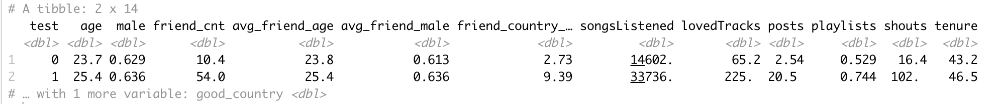 # A tibble: 2 x 14
test age male friend_cnt avg_friend_age avg_friend_male friend_country_… songsListened lovedTracks posts playlists shouts tenure
<dbl> <dbl> <dbl> <dbl> <dbl> <dbl> <dbl> <dbl> <dbl> <dbl> <dbl> <dbl> <dbl>
1 0 23.7 0.629 10.4 23.8 0.613 2.73 14602. 65.2 2.54 0.529 16.4 43.2
2 1 25.4 0.636 54.0 25.4 0.636 9.39 33736. 225. 20.5 0.744 102. 46.5
# … with 1 more variable: good_country <dbl>